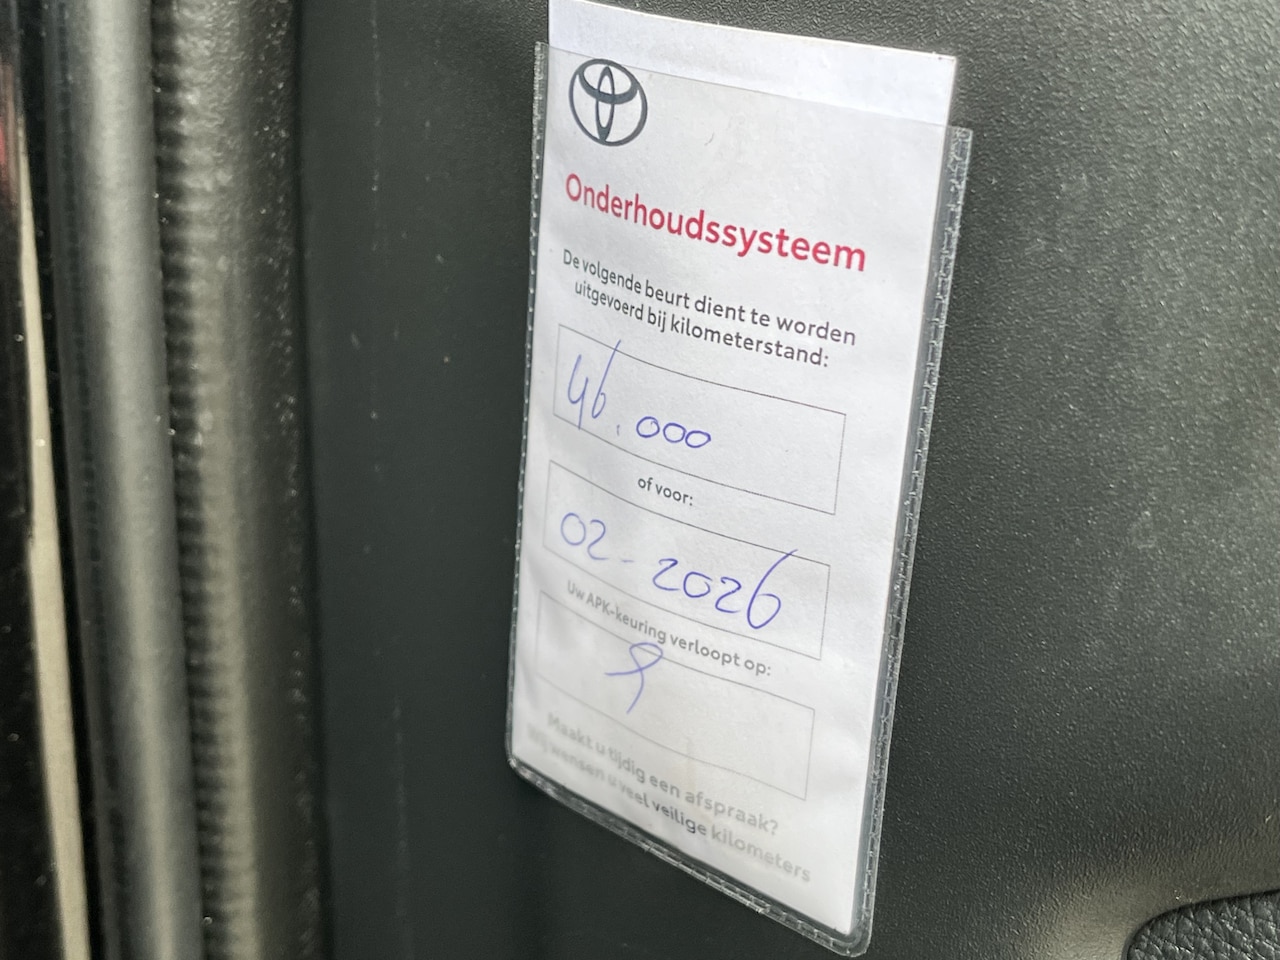 Onderhoudssysteem
De volgende beurt dient te worden
uitgevoerd bij kilometerstand:
46.000
of voor:
02-2026
Uw APK-keuring verloopt op:
Maakt u tijdig een afspraak?
Wij wensen u veel veilige kilometers